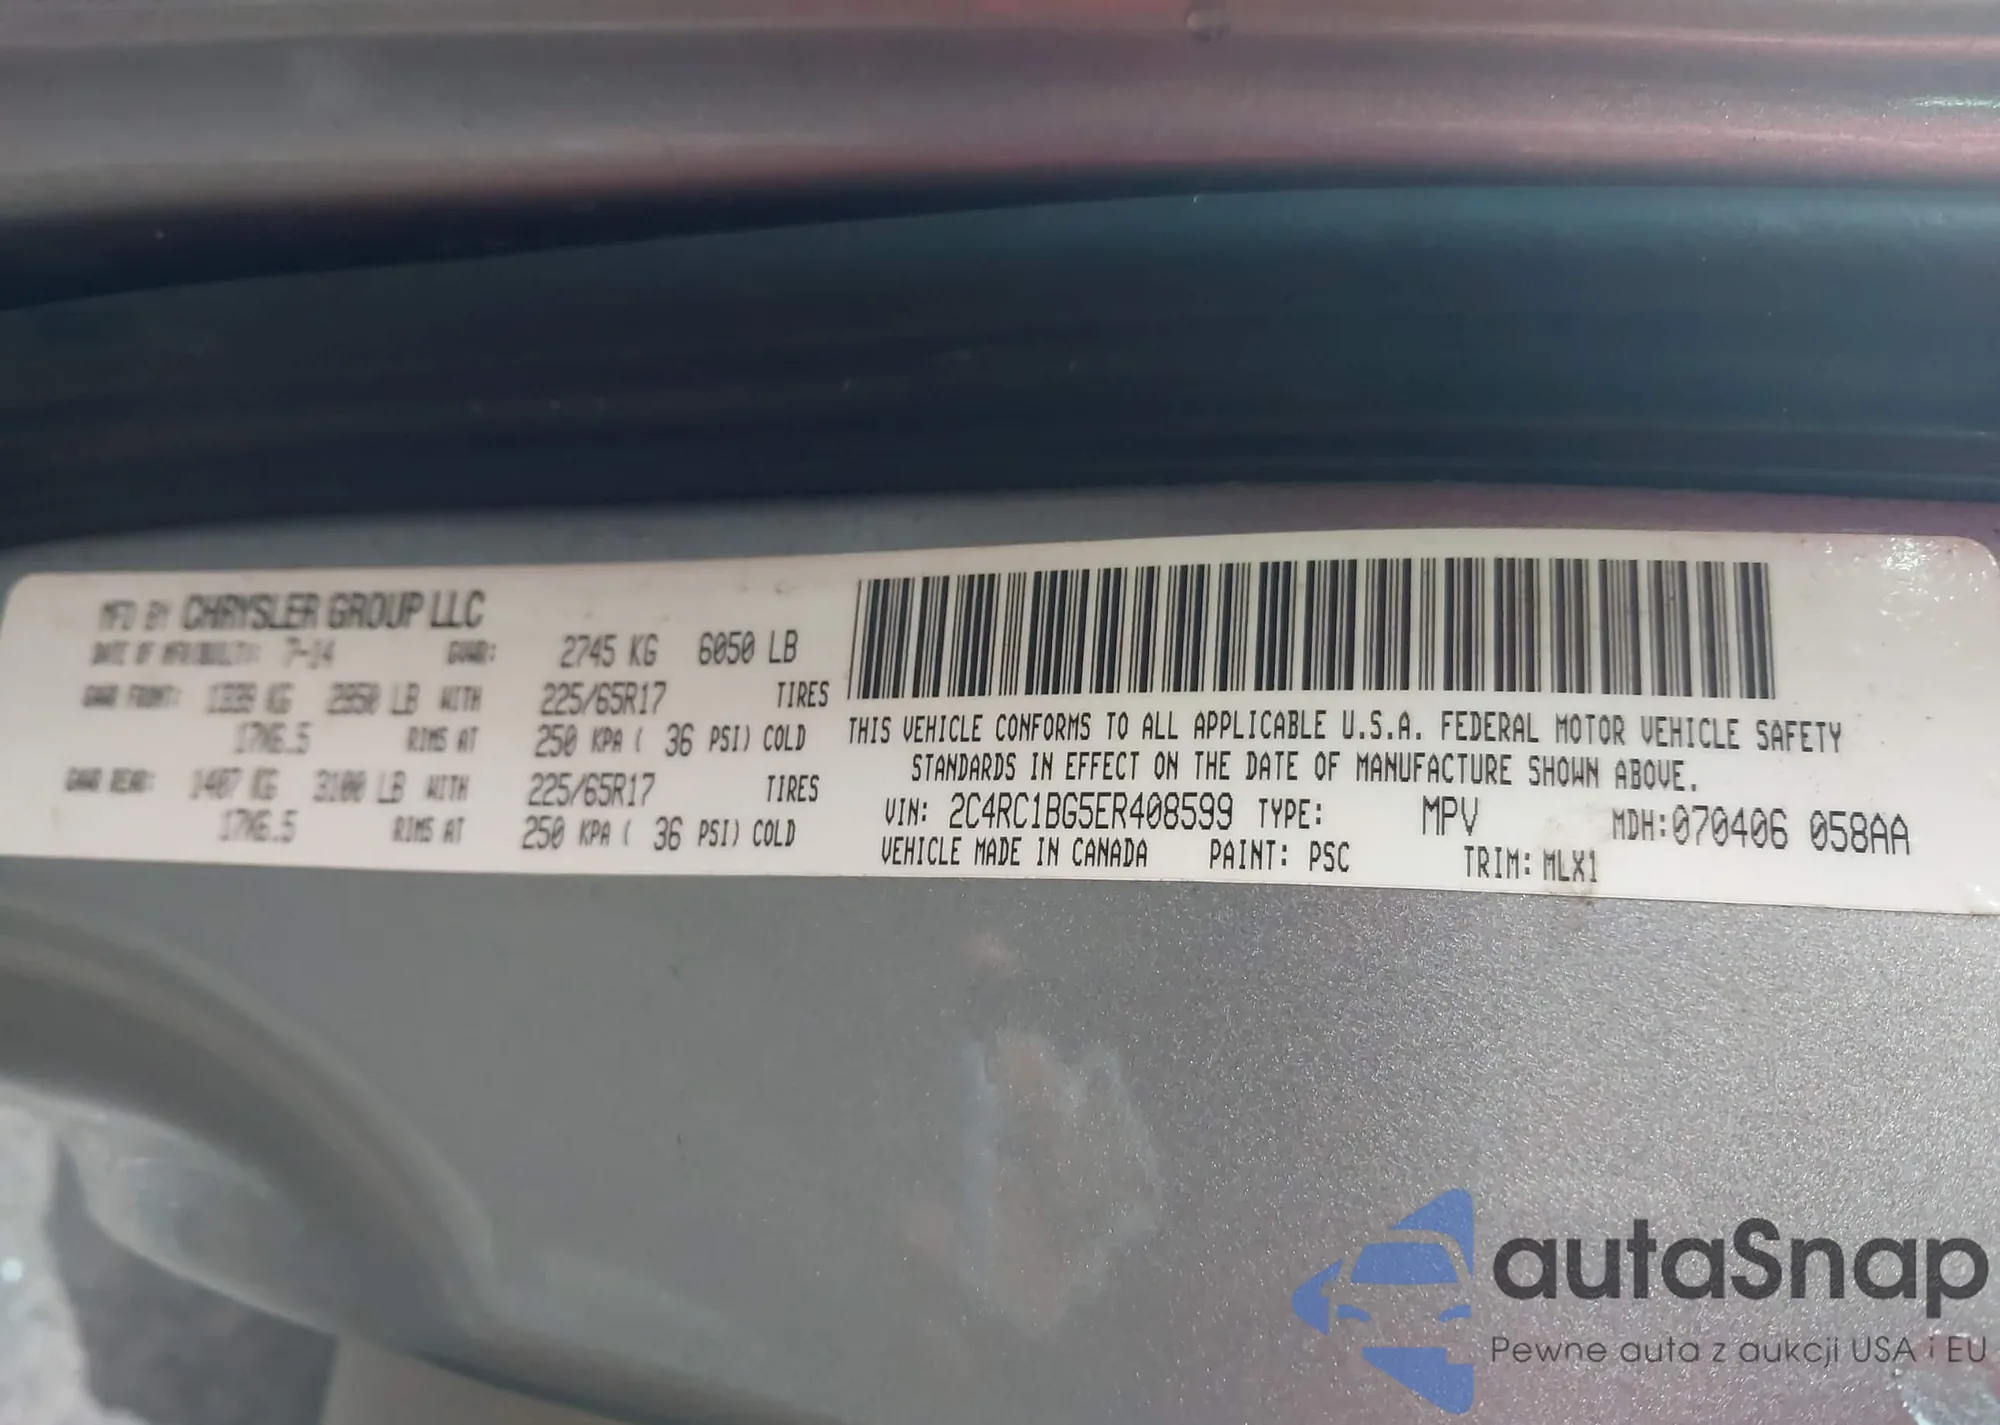 MFD BY CHRYSLER GROUP LLC
DATE OF MFR: 7-14 GVWR: 2745 KG 6050 LB
GAWR FRONT: 1339 KG 2950 LB WITH 225/65R17 TIRES
17X6.5 RIMS AT 250 KPA ( 36 PSI) COLD
GAWR REAR: 1407 KG 3100 LB WITH 225/65R17 TIRES
17X6.5 RIMS AT 250 KPA ( 36 PSI) COLD
THIS VEHICLE CONFORMS TO ALL APPLICABLE U.S.A. FEDERAL MOTOR VEHICLE SAFETY
STANDARDS IN EFFECT ON THE DATE OF MANUFACTURE SHOWN ABOVE.
VIN: 2C4RC1BG5ER408599 TYPE: MPV MDH:070406 058AA
VEHICLE MADE IN CANADA PAINT: PSC TRIM: MLX1
autaSnap
Pewne auta z aukcji USA i EU